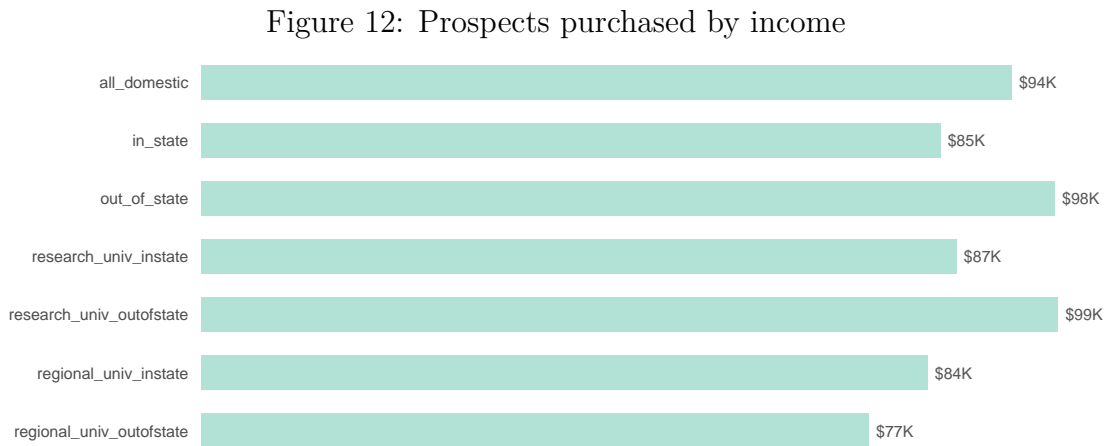 Figure 12: Prospects purchased by income
all_domestic $94K
in_state $85K
out_of_state $98K
research_univ_instate $87K
research_univ_outofstate $99K
regional_univ_instate $84K
regional_univ_outofstate $77K